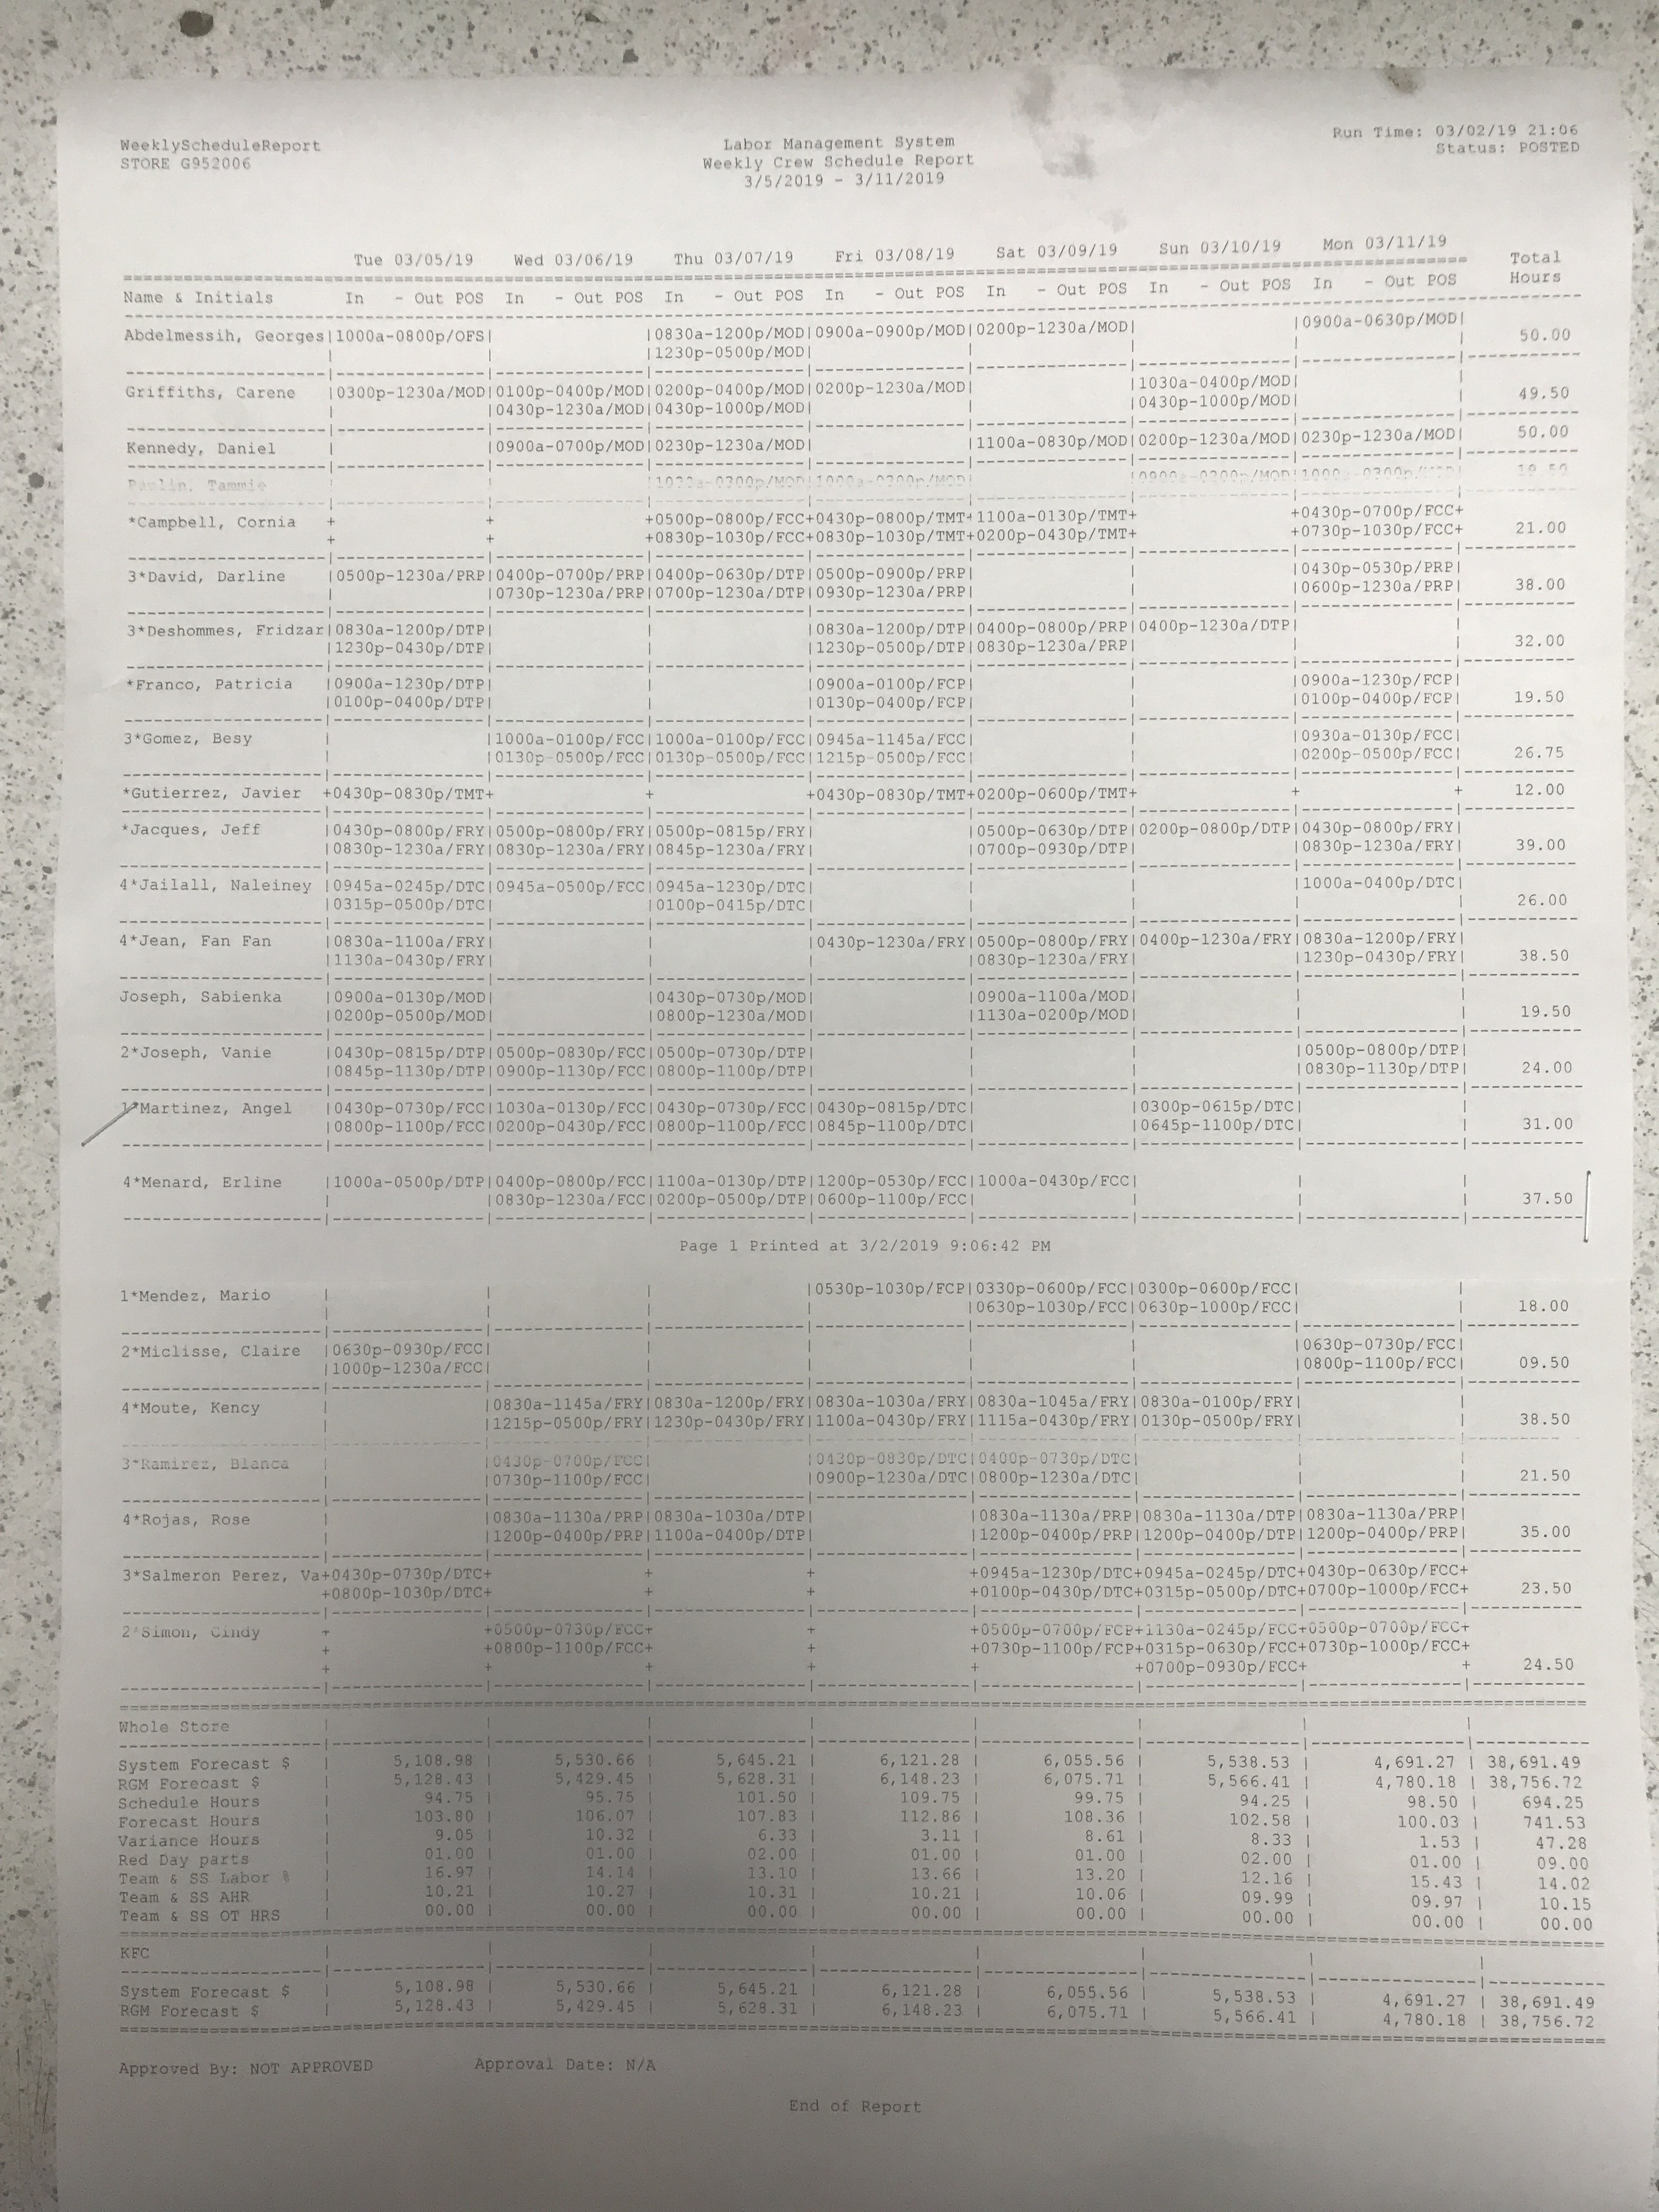 WeeklyScheduleReport Labor Management System Run Time: 03/02/19 21:06
STORE G952006 Weekly Crew Schedule Report Status: POSTED
3/5/2019 - 3/11/2019
Tue 03/05/19 Wed 03/06/19 Thu 03/07/19 Fri 03/08/19 Sat 03/09/19 Sun 03/10/19 Mon 03/11/19 Total
Name & Initials In - Out POS In - Out POS In - Out POS In - Out POS In - Out POS In - Out POS In - Out POS Hours
Abdelmessih, Georges|1000a-0800p/OFS| |0830a-1200p/MOD|0900a-0900p/MOD|0200p-1230a/MOD| |0900a-0630p/MOD| 50.00
|1230p-0500p/MOD|
Griffiths, Carene |0300p-1230a/MOD|0100p-0400p/MOD|0200p-0400p/MOD|0200p-1230a/MOD| |1030a-0400p/MOD| | 49.50
|0430p-1230a/MOD|0430p-1000p/MOD| |0430p-1000p/MOD|
Kennedy, Daniel | |0900a-0700p/MOD|0230p-1230a/MOD| |1100a-0830p/MOD|0200p-1230a/MOD|0230p-1230a/MOD| 50.00
Tammie
*Campbell, Cornia + + +0500p-0800p/FCC+0430p-0800p/TMT+1100a-0130p/TMT+ +0430p-0700p/FCC+ 21.00
+ + +0830p-1030p/FCC+0830p-1030p/TMT+0200p-0430p/TMT+ +0730p-1030p/FCC+
3*David, Darline |0500p-1230a/PRP|0400p-0700p/PRP|0400p-0630p/DTP|0500p-0900p/PRP| | |0430p-0530p/PRP| 38.00
|0730p-1230a/PRP|0700p-1230a/DTP|0930p-1230a/PRP| |0600p-1230a/PRP|
3*Deshommes, Fridzar|0830a-1200p/DTP| | |0830a-1200p/DTP|0400p-0800p/PRP|0400p-1230a/DTP| | 32.00
|1230p-0430p/DTP| |1230p-0500p/DTP|0830p-1230a/PRP|
*Franco, Patricia |0900a-1230p/DTP| | |0900a-0100p/FCP| | |0900a-1230p/FCP| 19.50
|0100p-0400p/DTP| |0130p-0400p/FCP| |0100p-0400p/FCP|
3*Gomez, Besy | |1000a-0100p/FCC|1000a-0100p/FCC|0945a-1145a/FCC| | |0930a-0130p/FCC| 26.75
|0130p-0500p/FCC|0130p-0500p/FCC|1215p-0500p/FCC| |0200p-0500p/FCC|
*Gutierrez, Javier +0430p-0830p/TMT+ + +0430p-0830p/TMT+0200p-0600p/TMT+ + + 12.00
*Jacques, Jeff |0430p-0800p/FRY|0500p-0800p/FRY|0500p-0815p/FRY| |0500p-0630p/DTP|0200p-0800p/DTP|0430p-0800p/FRY| 39.00
|0830p-1230a/FRY|0830p-1230a/FRY|0845p-1230a/FRY| |0700p-0930p/DTP| |0830p-1230a/FRY|
4*Jailall, Naleiney |0945a-0245p/DTC|0945a-0500p/FCC|0945a-1230p/DTC| | | |1000a-0400p/DTC| 26.00
|0315p-0500p/DTC| |0100p-0415p/DTC|
4*Jean, Fan Fan |0830a-1100a/FRY| | |0430p-1230a/FRY|0500p-0800p/FRY|0400p-1230a/FRY|0830a-1200p/FRY| 38.50
|1130a-0430p/FRY| |0830p-1230a/FRY| |1230p-0430p/FRY|
Joseph, Sabienka |0900a-0130p/MOD| |0430p-0730p/MOD| |0900a-1100a/MOD| | | 19.50
|0200p-0500p/MOD| |0800p-1230a/MOD| |1130a-0200p/MOD|
2*Joseph, Vanie |0430p-0815p/DTP|0500p-0830p/FCC|0500p-0730p/DTP| | | |0500p-0800p/DTP| 24.00
|0845p-1130p/DTP|0900p-1130p/FCC|0800p-1100p/DTP| |0830p-1130p/DTP|
1*Martinez, Angel |0430p-0730p/FCC|1030a-0130p/FCC|0430p-0730p/FCC|0430p-0815p/DTC| |0300p-0615p/DTC| | 31.00
|0800p-1100p/FCC|0200p-0430p/FCC|0800p-1100p/FCC|0845p-1100p/DTC| |0645p-1100p/DTC|
4*Menard, Erline |1000a-0500p/DTP|0400p-0800p/FCC|1100a-0130p/DTP|1200p-0530p/FCC|1000a-0430p/FCC| | | 37.50
|0830p-1230a/FCC|0200p-0500p/DTP|0600p-1100p/FCC|
Page 1 Printed at 3/2/2019 9:06:42 PM
1*Mendez, Mario | | | |0530p-1030p/FCP|0330p-0600p/FCC|0300p-0600p/FCC| | 18.00
|0630p-1030p/FCC|0630p-1000p/FCC|
2*Miclisse, Claire |0630p-0930p/FCC| | | | | |0630p-0730p/FCC| 09.50
|1000p-1230a/FCC| |0800p-1100p/FCC|
4*Moute, Kency | |0830a-1145a/FRY|0830a-1200p/FRY|0830a-1030a/FRY|0830a-1045a/FRY|0830a-0100p/FRY| | 38.50
|1215p-0500p/FRY|1230p-0430p/FRY|1100a-0430p/FRY|1115a-0430p/FRY|0130p-0500p/FRY|
3*Ramirez, Blanca | |0430p-0700p/FCC| | |0430p-0830p/DTC|0400p-0730p/DTC| | 21.50
|0730p-1100p/FCC| |0900p-1230a/DTC|0800p-1230a/DTC|
4*Rojas, Rose | |0830a-1130a/PRP|0830a-1030a/DTP| |0830a-1130a/PRP|0830a-1130a/DTP|0830a-1130a/PRP| 35.00
|1200p-0400p/PRP|1100a-0400p/DTP| |1200p-0400p/PRP|1200p-0400p/DTP|1200p-0400p/PRP|
3*Salmeron Perez, Va+0430p-0730p/DTC+ + + +0945a-1230p/DTC+0945a-0245p/DTC+0430p-0630p/FCC+ 23.50
+0800p-1030p/DTC+ + + +0100p-0430p/DTC+0315p-0500p/DTC+0700p-1000p/FCC+
2*Simon, Cindy + +0500p-0730p/FCC+ + +0500p-0700p/FCP+1130a-0245p/FCC+0500p-0700p/FCC+ 24.50
+ +0800p-1100p/FCC+ + +0730p-1100p/FCP+0315p-0630p/FCC+0730p-1000p/FCC+
+ + + + + +0700p-0930p/FCC+ +
Whole Store
System Forecast $ | 5,108.98 | 5,530.66 | 5,645.21 | 6,121.28 | 6,055.56 | 5,538.53 | 4,691.27 | 38,691.49
RGM Forecast $ | 5,128.43 | 5,429.45 | 5,628.31 | 6,148.23 | 6,075.71 | 5,566.41 | 4,780.18 | 38,756.72
Schedule Hours | 94.75 | 95.75 | 101.50 | 109.75 | 99.75 | 94.25 | 98.50 | 694.25
Forecast Hours | 103.80 | 106.07 | 107.83 | 112.86 | 108.36 | 102.58 | 100.03 | 741.53
Variance Hours | 9.05 | 10.32 | 6.33 | 3.11 | 8.61 | 8.33 | 1.53 | 47.28
Red Day parts | 01.00 | 01.00 | 02.00 | 01.00 | 01.00 | 02.00 | 01.00 | 09.00
Team & SS Labor % | 16.97 | 14.14 | 13.10 | 13.66 | 13.20 | 12.16 | 15.43 | 14.02
Team & SS AHR | 10.21 | 10.27 | 10.31 | 10.21 | 10.06 | 09.99 | 09.97 | 10.15
Team & SS OT HRS | 00.00 | 00.00 | 00.00 | 00.00 | 00.00 | 00.00 | 00.00 | 00.00
KFC
System Forecast $ | 5,108.98 | 5,530.66 | 5,645.21 | 6,121.28 | 6,055.56 | 5,538.53 | 4,691.27 | 38,691.49
RGM Forecast $ | 5,128.43 | 5,429.45 | 5,628.31 | 6,148.23 | 6,075.71 | 5,566.41 | 4,780.18 | 38,756.72
Approved By: NOT APPROVED Approval Date: N/A
End of Report